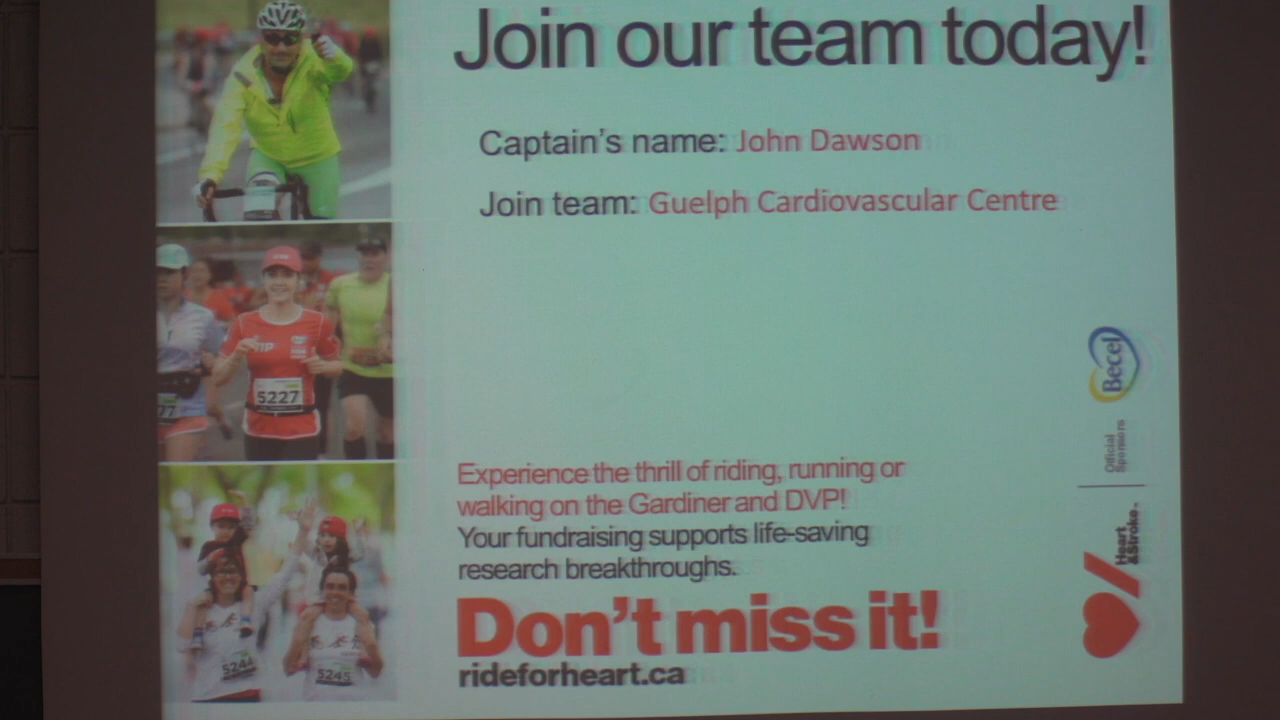 Join our team today!
Captain's name: John Dawson
Join team: Guelph Cardiovascular Centre
Experience the thrill of riding, running or
walking on the Gardiner and DVP!
Your fundraising supports life-saving
research breakthroughs.
Don't miss it!
rideforheart.ca
Becel
Official
Sponsors
Heart
&Stroke™
5227
77
5244
5245